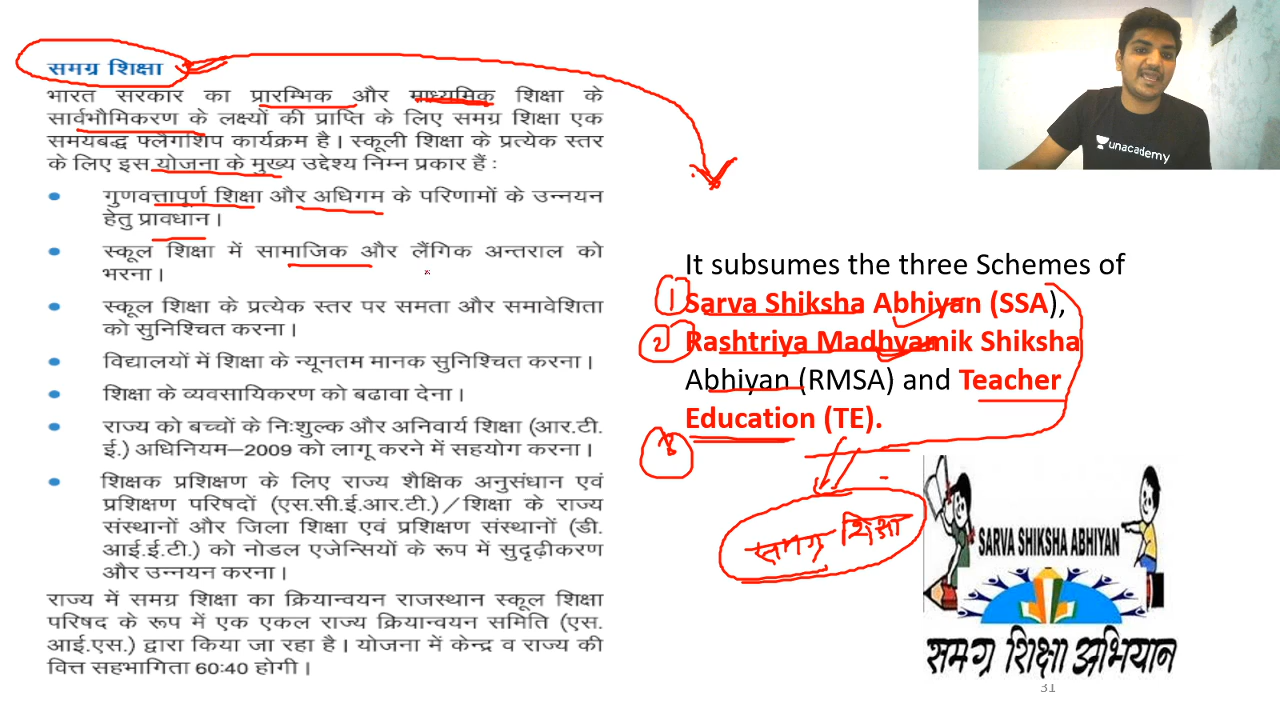 समग्र शिक्षा
भारत सरकार का प्रारम्भिक और माध्यमिक शिक्षा के
सार्वभौमिकरण के लक्ष्यों की प्राप्ति के लिए समग्र शिक्षा एक
समयबद्ध फ्लैगशिप कार्यक्रम है। स्कूली शिक्षा के प्रत्येक स्तर
के लिए इस योजना के मुख्य उद्देश्य निम्न प्रकार हैं :
• गुणवत्तापूर्ण शिक्षा और अधिगम के परिणामों के उन्नयन
हेतु प्रावधान।
• स्कूल शिक्षा में सामाजिक और लैंगिक अन्तराल को
भरना।
• स्कूल शिक्षा के प्रत्येक स्तर पर समता और समावेशिता
को सुनिश्चित करना।
• विद्यालयों में शिक्षा के न्यूनतम मानक सुनिश्चित करना।
• शिक्षा के व्यवसायिकरण को बढावा देना।
• राज्य को बच्चों के निःशुल्क और अनिवार्य शिक्षा (आर.टी.
ई.) अधिनियम–2009 को लागू करने में सहयोग करना।
• शिक्षक प्रशिक्षण के लिए राज्य शैक्षिक अनुसंधान एवं
प्रशिक्षण परिषदों (एस.सी.ई.आर.टी.)/शिक्षा के राज्य
संस्थानों और जिला शिक्षा एवं प्रशिक्षण संस्थानों (डी.
आई.ई.टी.) को नोडल एजेन्सियों के रूप में सुदृढ़ीकरण
और उन्नयन करना।
राज्य में समग्र शिक्षा का क्रियान्वयन राजस्थान स्कूल शिक्षा
परिषद के रूप में एक एकल राज्य क्रियान्वयन समिति (एस.
आई.एस.) द्वारा किया जा रहा है। योजना में केन्द्र व राज्य की
वित्त सहभागिता 60:40 होगी।
unacademy
It subsumes the three Schemes of
1 Sarva Shiksha Abhiyan (SSA),
2 Rashtriya Madhyamik Shiksha
Abhiyan (RMSA) and Teacher
Education (TE).
3
समग्र शिक्षा
SARVA SHIKSHA ABHIYAN
समग्र शिक्षा अभियान
31